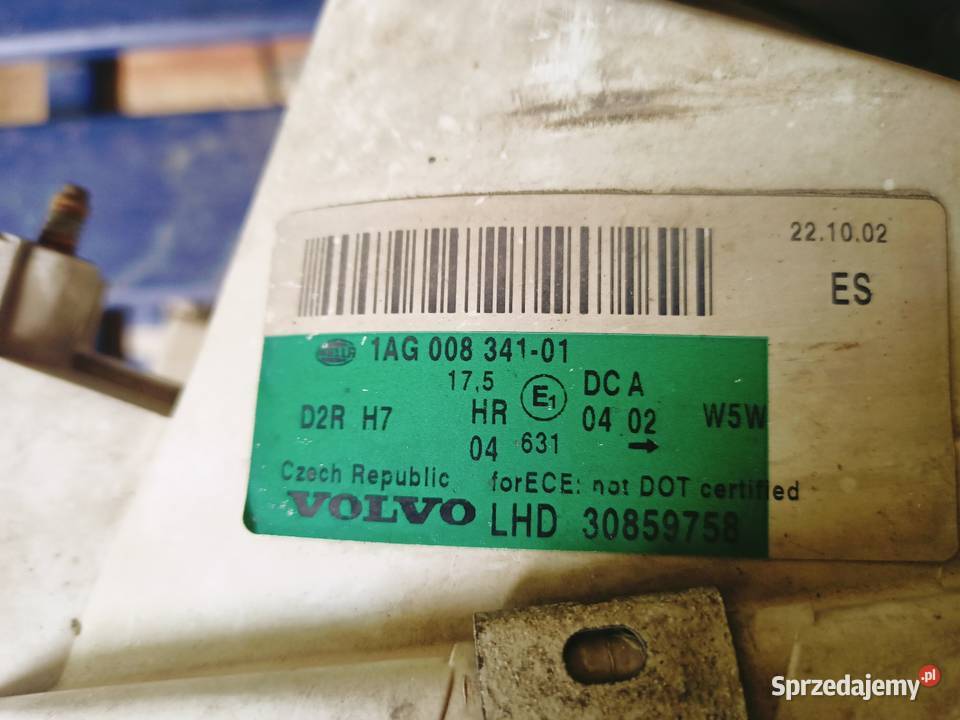 22.10.02
ES
HELLA 1AG 008 341-01
17,5 E1 DC A
D2R H7 HR 04 02 W5W
04 631 →
Czech Republic forECE: not DOT certified
VOLVO LHD 30859758
Sprzedajemy.pl